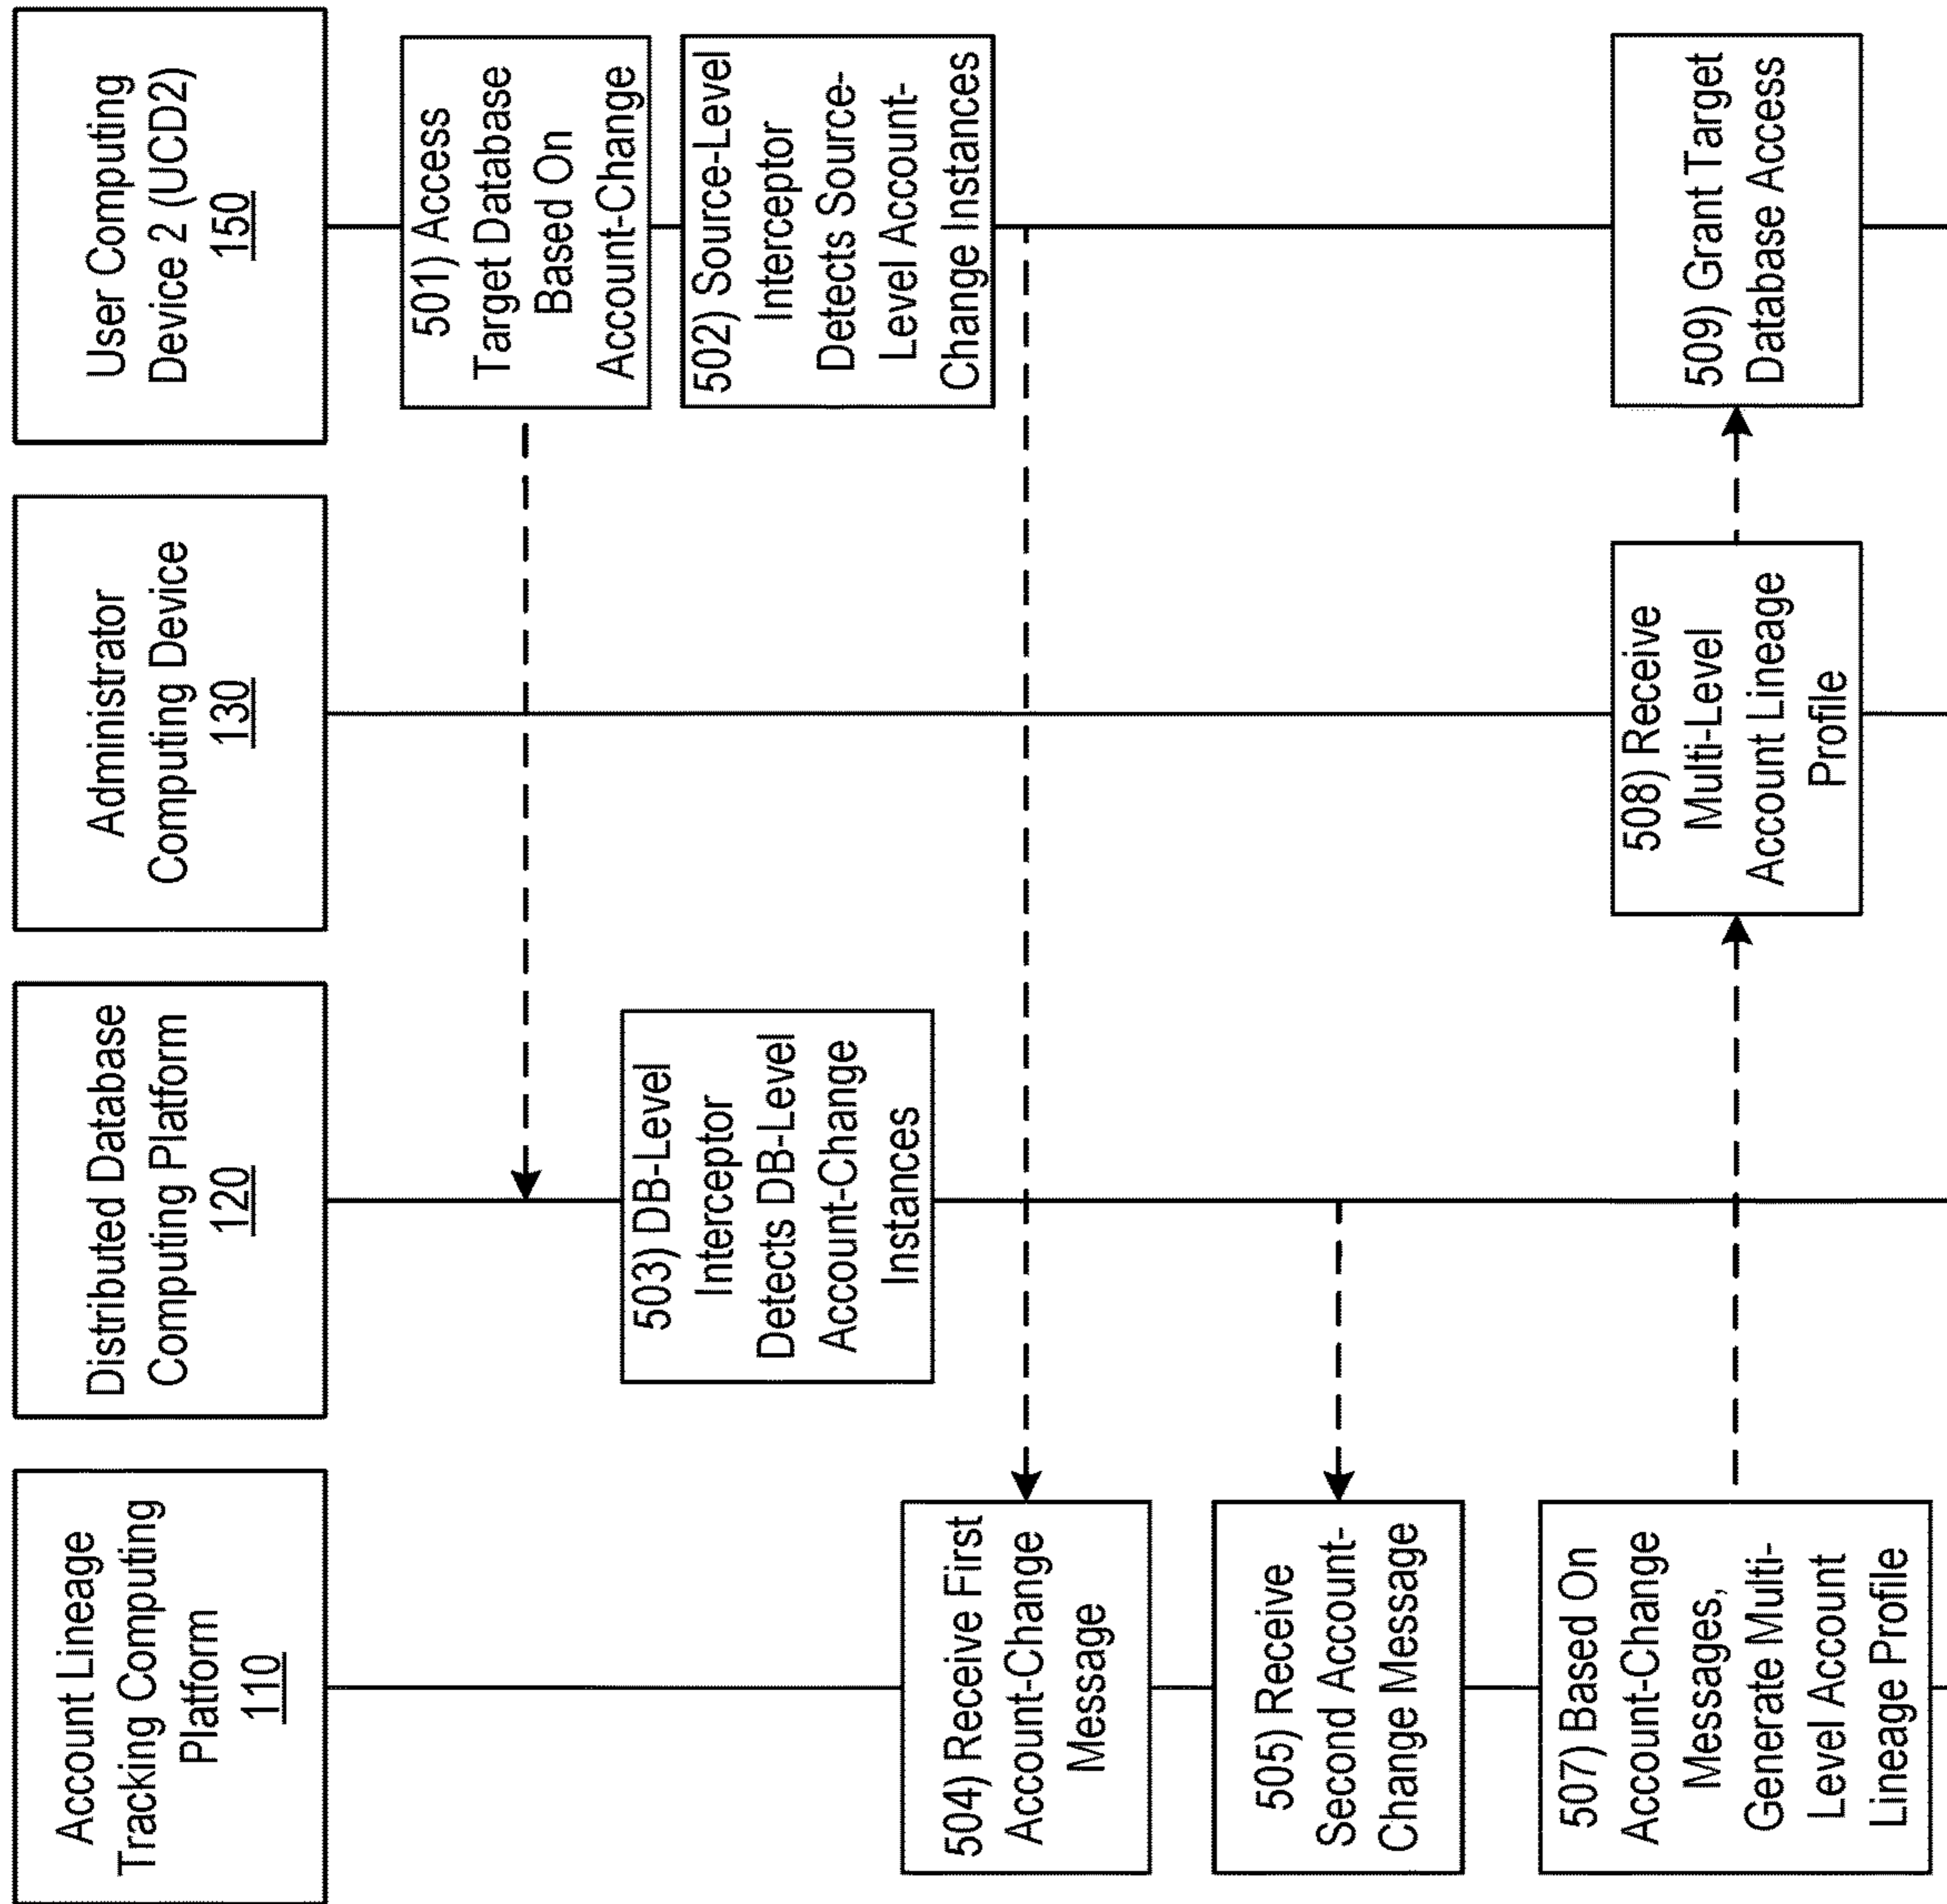 Account Lineage
Tracking Computing
Platform
110
Distributed Database
Computing Platform
120
Administrator
Computing Device
130
User Computing
Device 2 (UCD2)
150
501) Access
Target Database
Based On
Account-Change
502) Source-Level
Interceptor
Detects Source-
Level Account-
Change Instances
503) DB-Level
Interceptor
Detects DB-Level
Account-Change
Instances
504) Receive First
Account-Change
Message
505) Receive
Second Account-
Change Message
507) Based On
Account-Change
Messages,
Generate Multi-
Level Account
Lineage Profile
508) Receive
Multi-Level
Account Lineage
Profile
509) Grant Target
Database Access